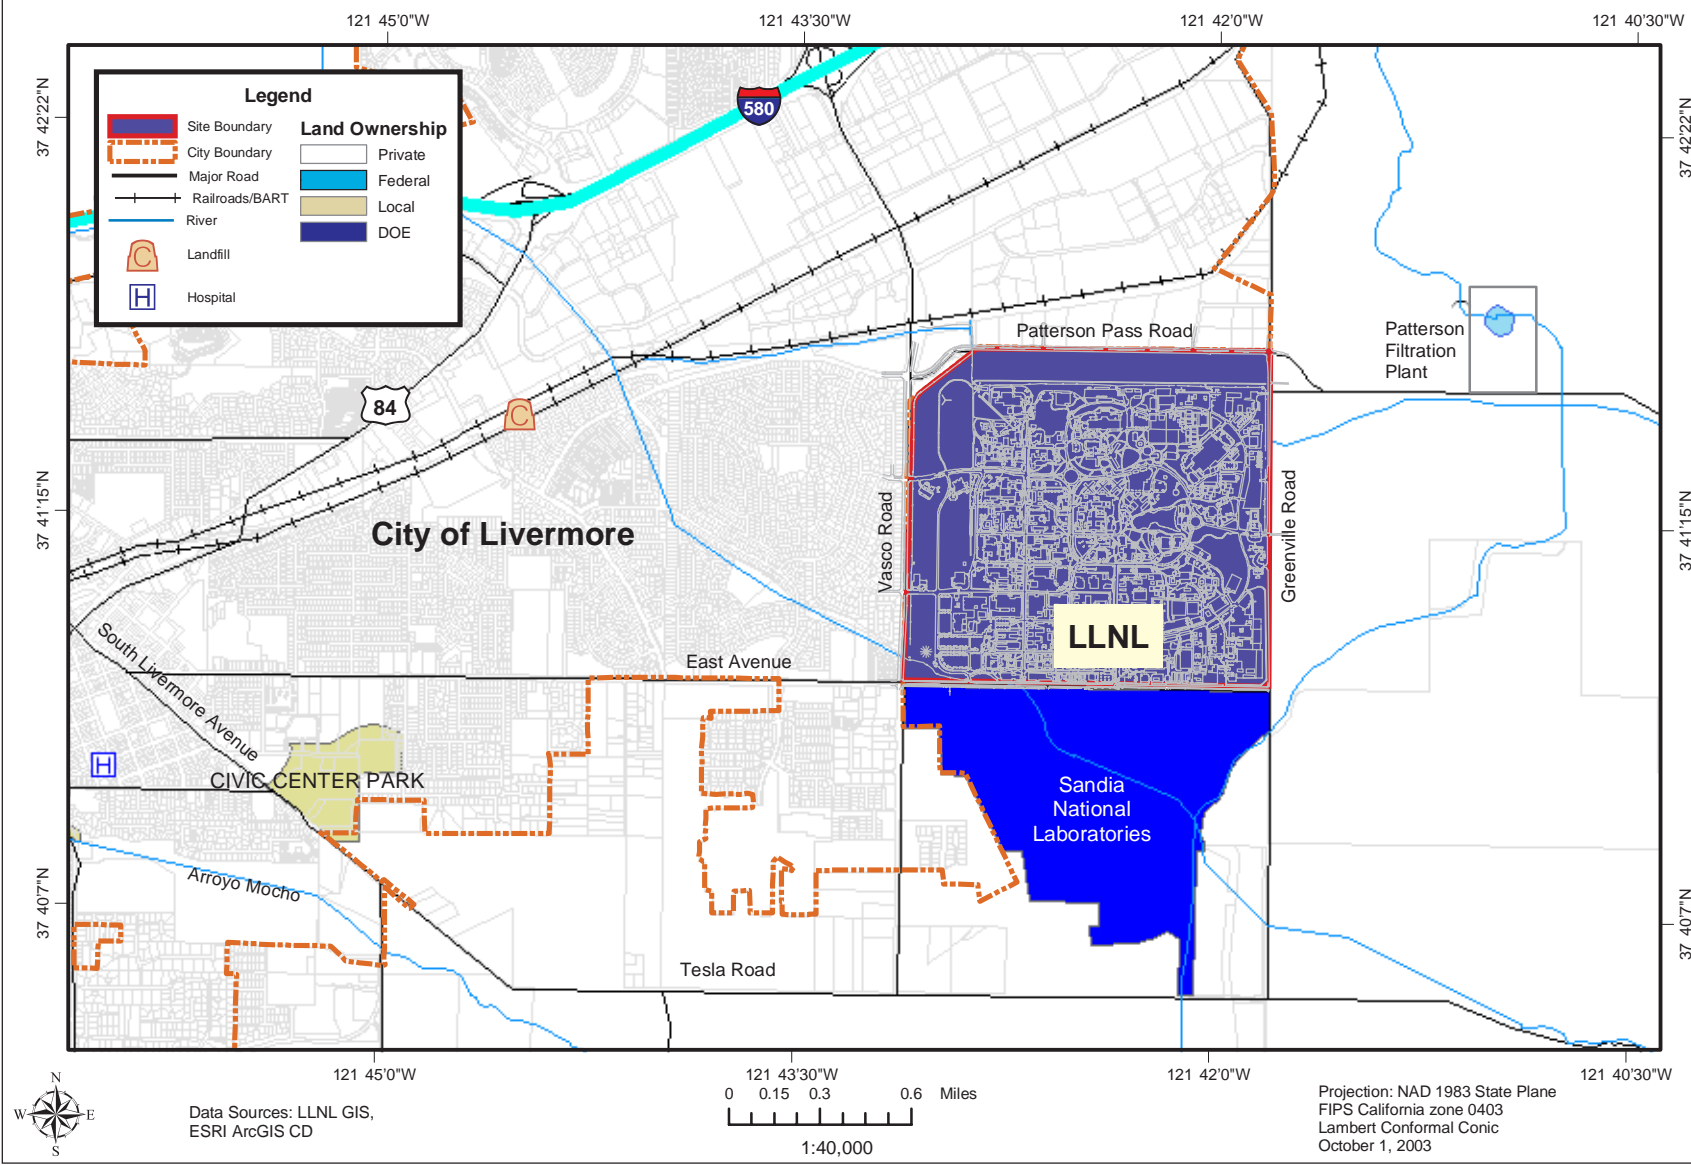 121 45'0"W
121 43'30"W
121 42'0"W
121 40'30"W
37 42'22"N
37 42'22"N
Legend
Site Boundary
City Boundary
Major Road
Railroads/BART
River
C
Landfill
H
Hospital
Land Ownership
Private
Federal
Local
DOE
580
Patterson Pass Road
Patterson
Filtration
Plant
84
C
37 41'15"N
37 41'15"N
City of Livermore
Vasco Road
Greenville Road
LLNL
South Livermore Avenue
East Avenue
H
CIVIC CENTER PARK
Sandia
National
Laboratories
Arroyo Mocho
37 40'7"N
37 40'7"N
Tesla Road
121 45'0"W
121 43'30"W
121 42'0"W
121 40'30"W
N
W
E
S
Data Sources: LLNL GIS,
ESRI ArcGIS CD
0 0.15 0.3 0.6 Miles
1:40,000
Projection: NAD 1983 State Plane
FIPS California zone 0403
Lambert Conformal Conic
October 1, 2003